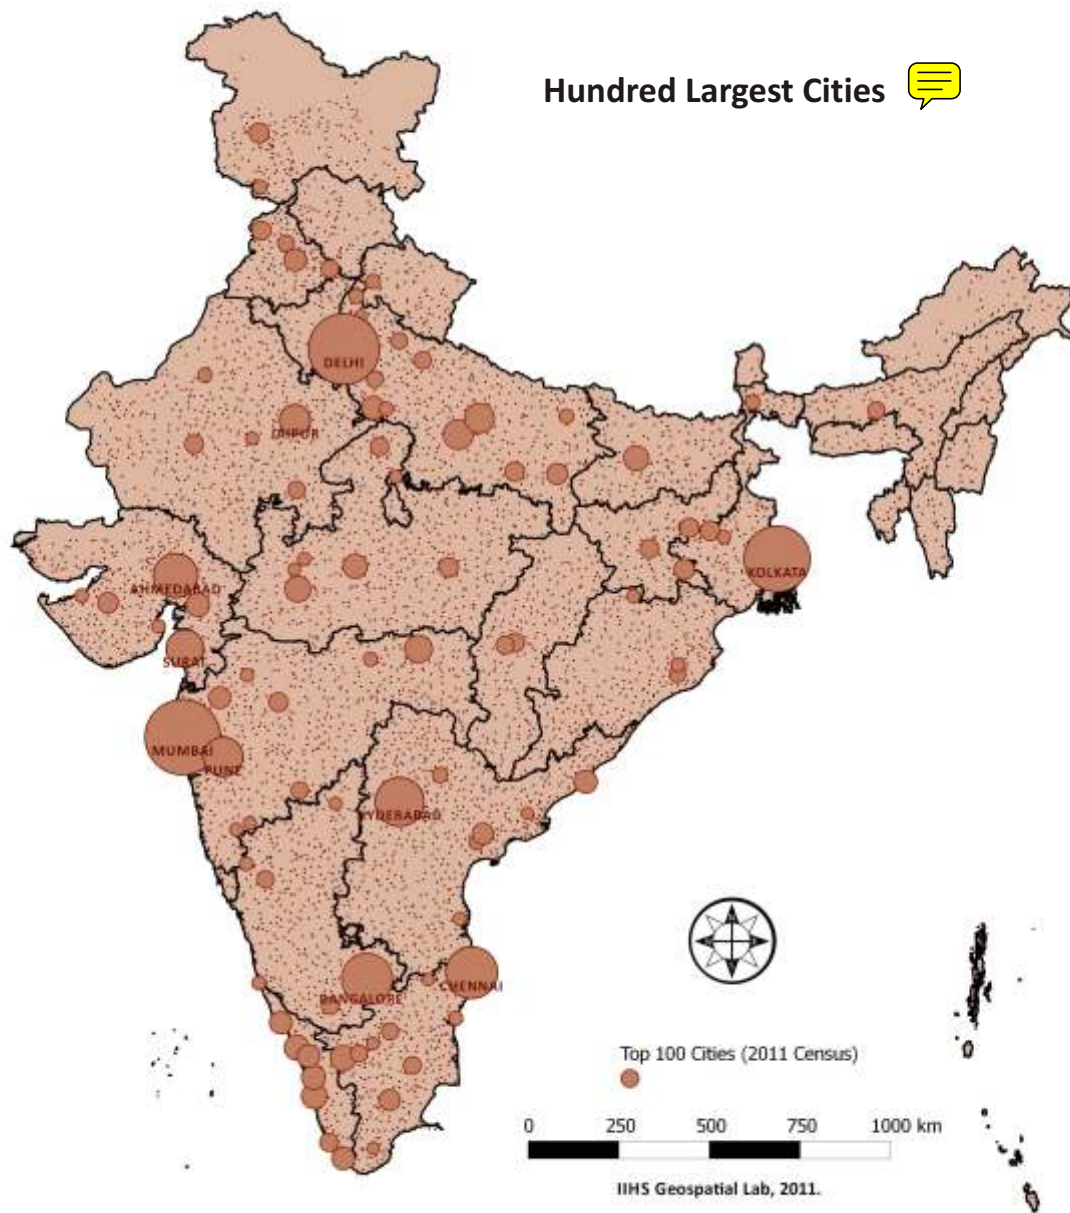 Hundred Largest Cities
DELHI
JAIPUR
AHMEDABAD
KOLKATA
SURAT
MUMBAI
PUNE
HYDERABAD
BANGALORE
CHENNAI
Top 100 Cities (2011 Census)
0 250 500 750 1000 km
IIHS Geospatial Lab, 2011.